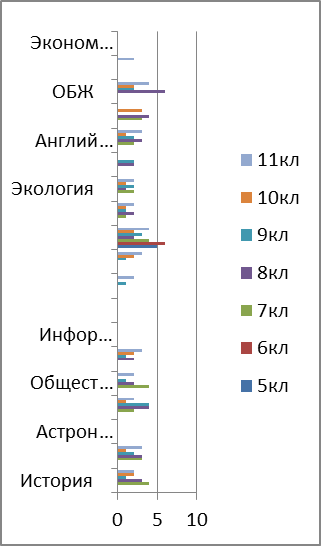 Эконом…
ОБЖ
Англий…
Экология
Инфор…
Общест…
Астрон…
История
0 5 10
11кл
10кл
9кл
8кл
7кл
6кл
5кл